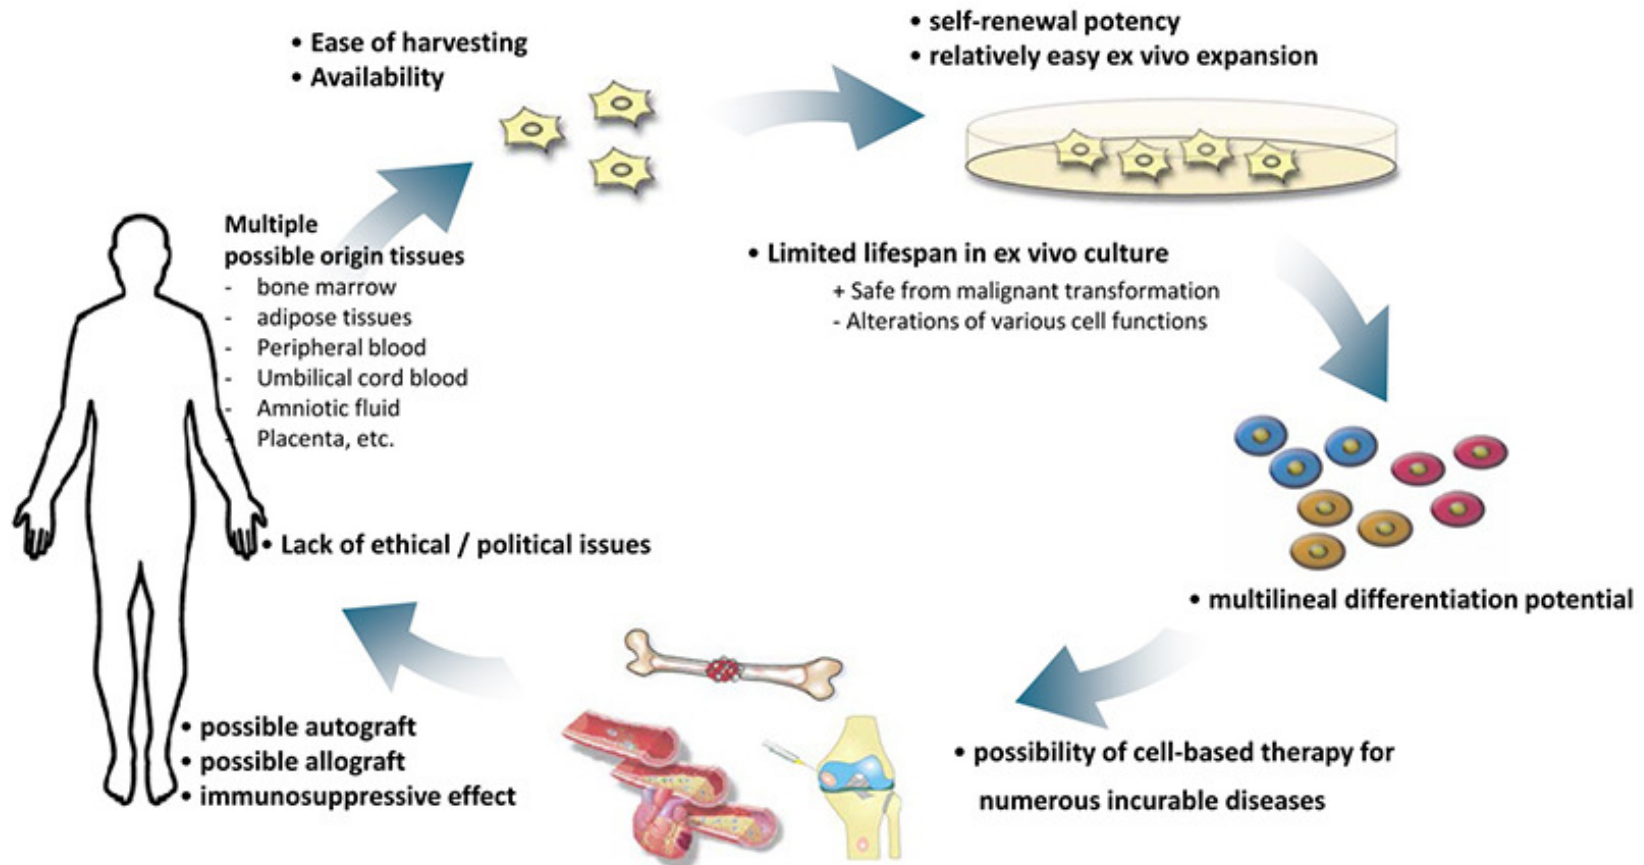 • Ease of harvesting
• Availability
• self-renewal potency
• relatively easy ex vivo expansion
Multiple
possible origin tissues
- bone marrow
- adipose tissues
- Peripheral blood
- Umbilical cord blood
- Amniotic fluid
- Placenta, etc.
• Limited lifespan in ex vivo culture
+ Safe from malignant transformation
- Alterations of various cell functions
• Lack of ethical / political issues
• multilineal differentiation potential
• possible autograft
• possible allograft
• immunosuppressive effect
• possibility of cell-based therapy for
numerous incurable diseases